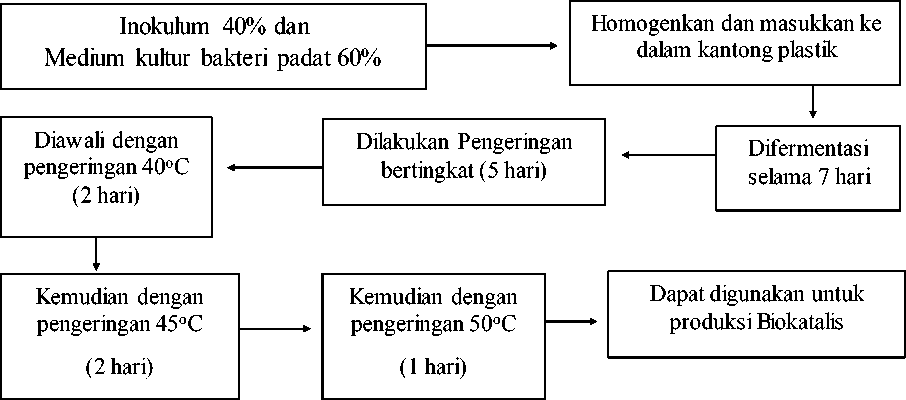 Inokulum 40% dan
Medium kultur bakteri padat 60%
Homogenkan dan masukkan ke
dalam kantong plastik
Difermentasi
selama 7 hari
Dilakukan Pengeringan
bertingkat (5 hari)
Diawali dengan
pengeringan 40°C
(2 hari)
Kemudian dengan
pengeringan 45°C
(2 hari)
Kemudian dengan
pengeringan 50°C
(1 hari)
Dapat digunakan untuk
produksi Biokatalis